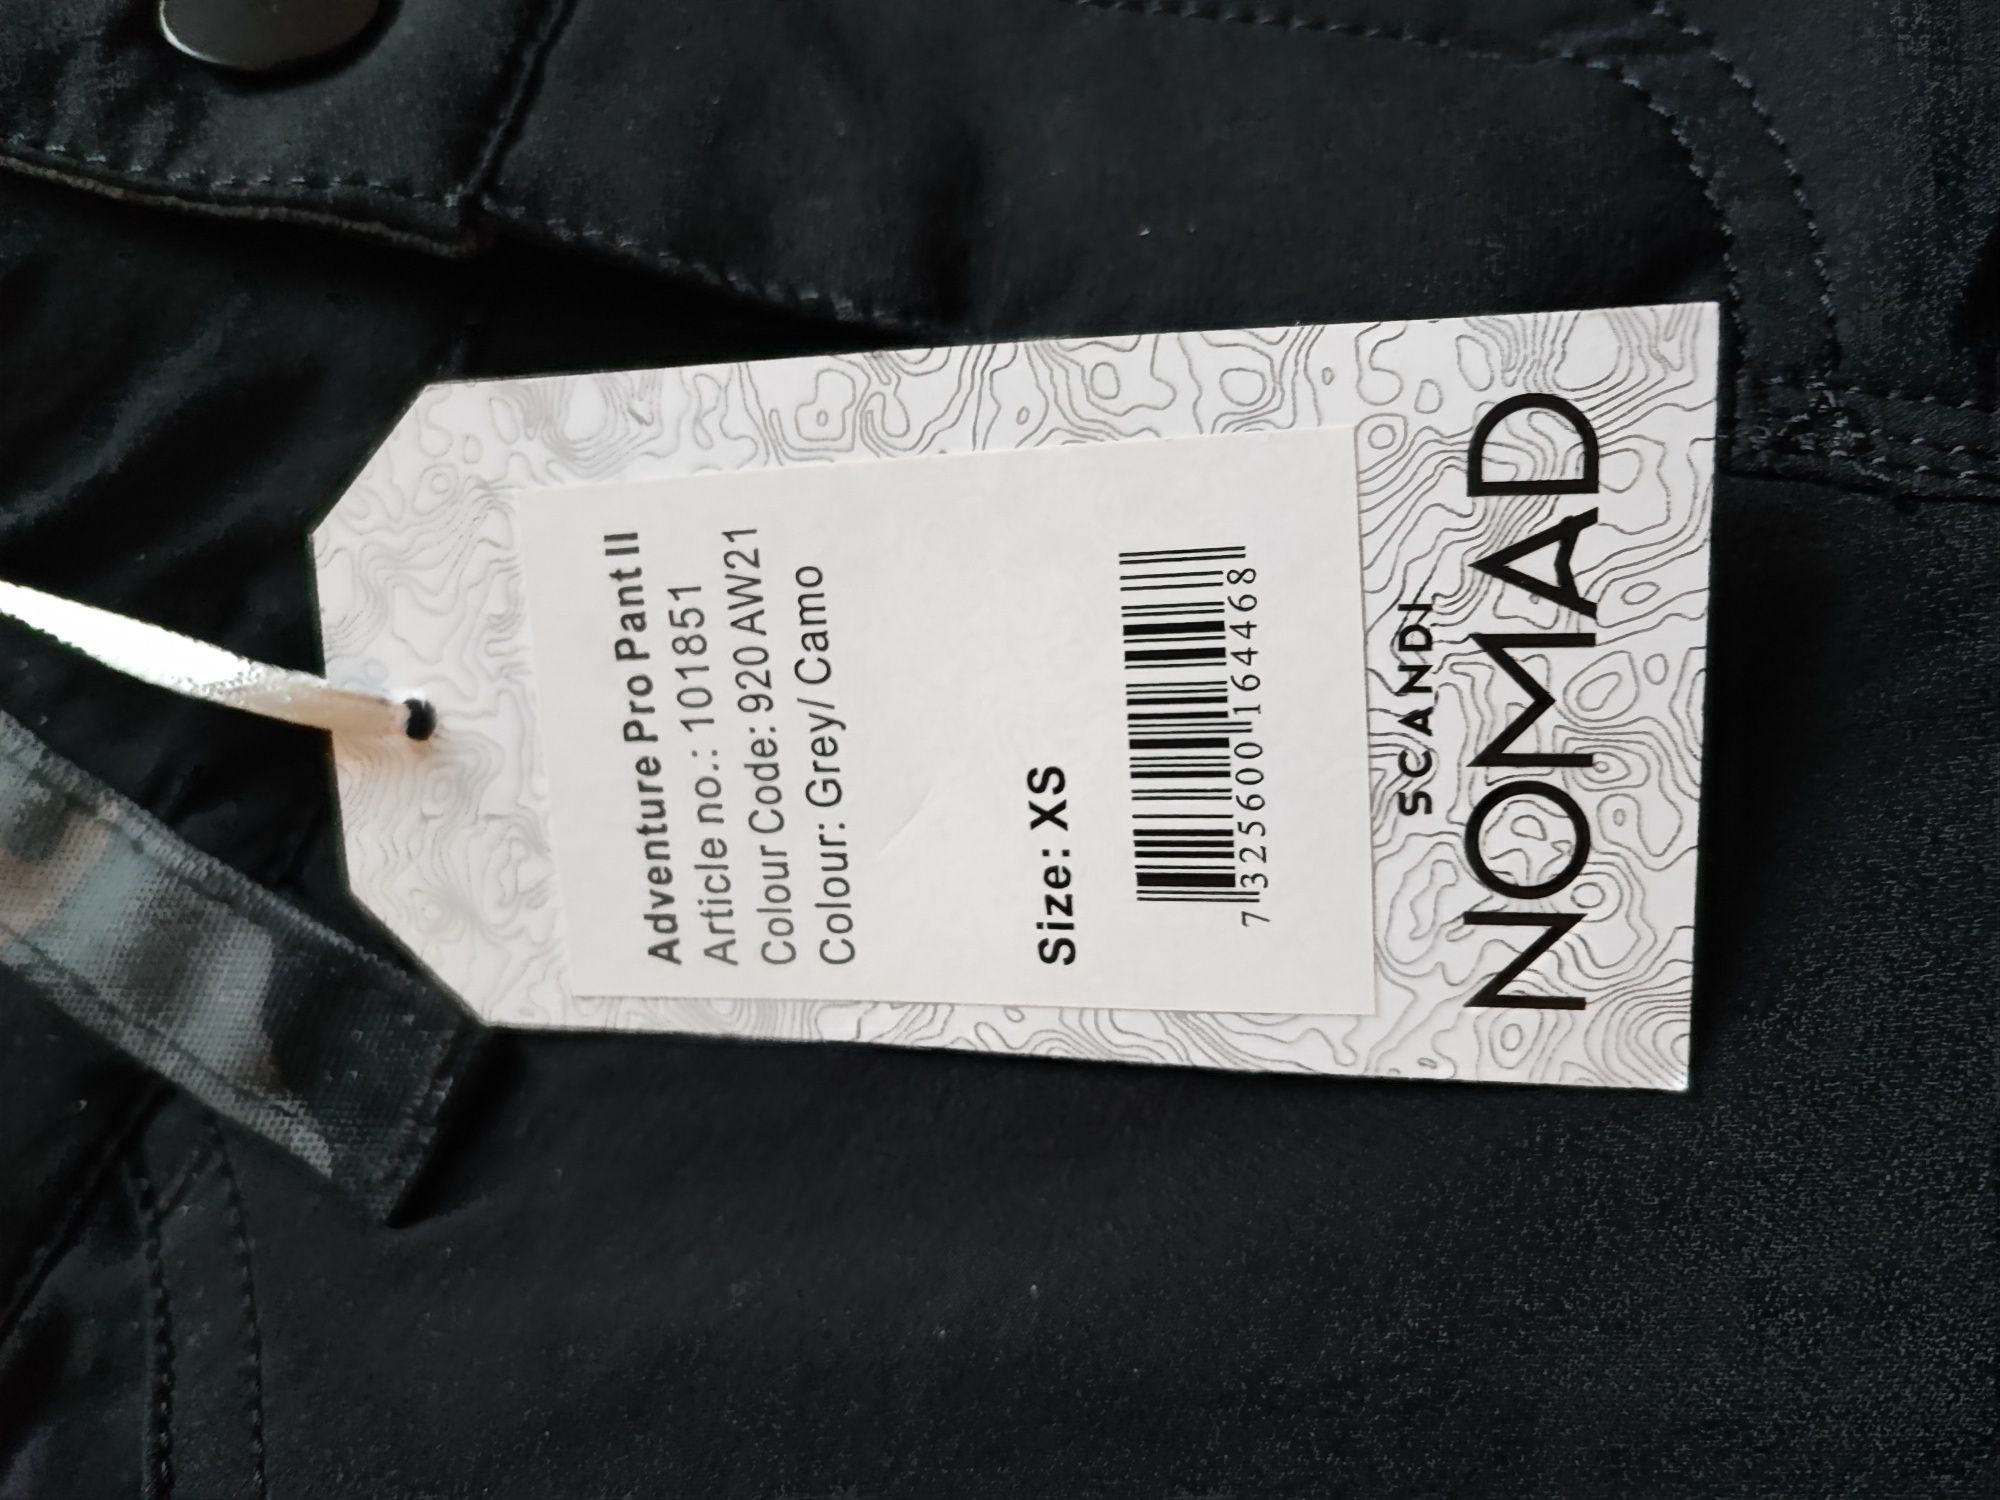 Adventure Pro Pant II
Article no.: 101851
Colour Code: 920 AW21
Colour: Grey/ Camo
Size: XS
7 325600 164468
SCANDI
NOMAD